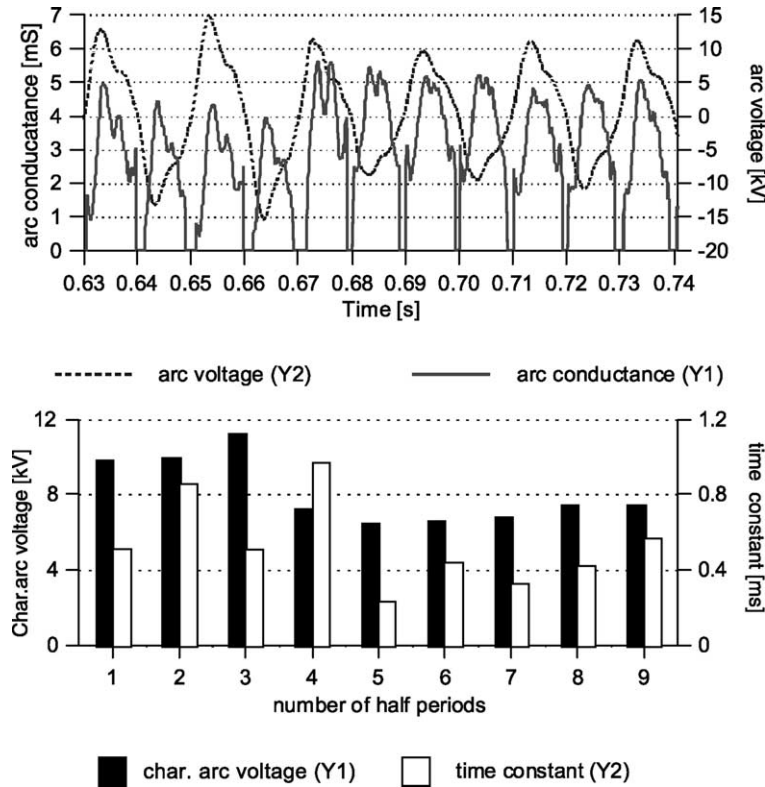 arc conducatance [mS]
7
6
5
4
3
2
1
0
15
10
5
0
-5
-10
-15
-20
arc voltage [kV]
0.63 0.64 0.65 0.66 0.67 0.68 0.69 0.70 0.71 0.72 0.73 0.74
Time [s]
arc voltage (Y2) arc conductance (Y1)
Char.arc voltage [kV]
12
8
4
0
1.2
0.8
0.4
0
time constant [ms]
1 2 3 4 5 6 7 8 9
number of half periods
char. arc voltage (Y1) time constant (Y2)